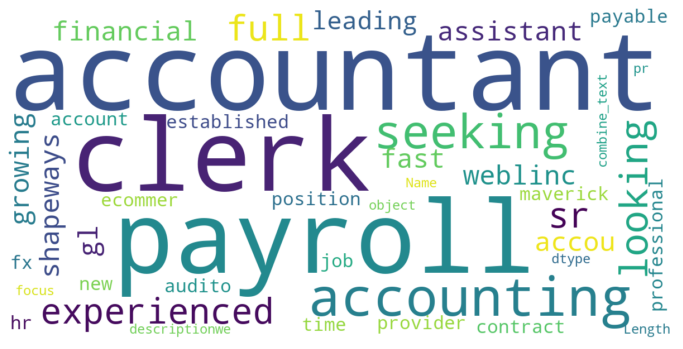 financial
full
leading
assistant
payable
accountant
pr
growing
account
established
clerk
seeking
fast
combine_text
looking
shapeways
ecommer
position
Name
weblinc
maverick
object
sr
professional
gl
payroll
accou
fx
new
audito
job
dtype
focus
experienced
accounting
hr
descriptionwe
time
provider
contract
Length